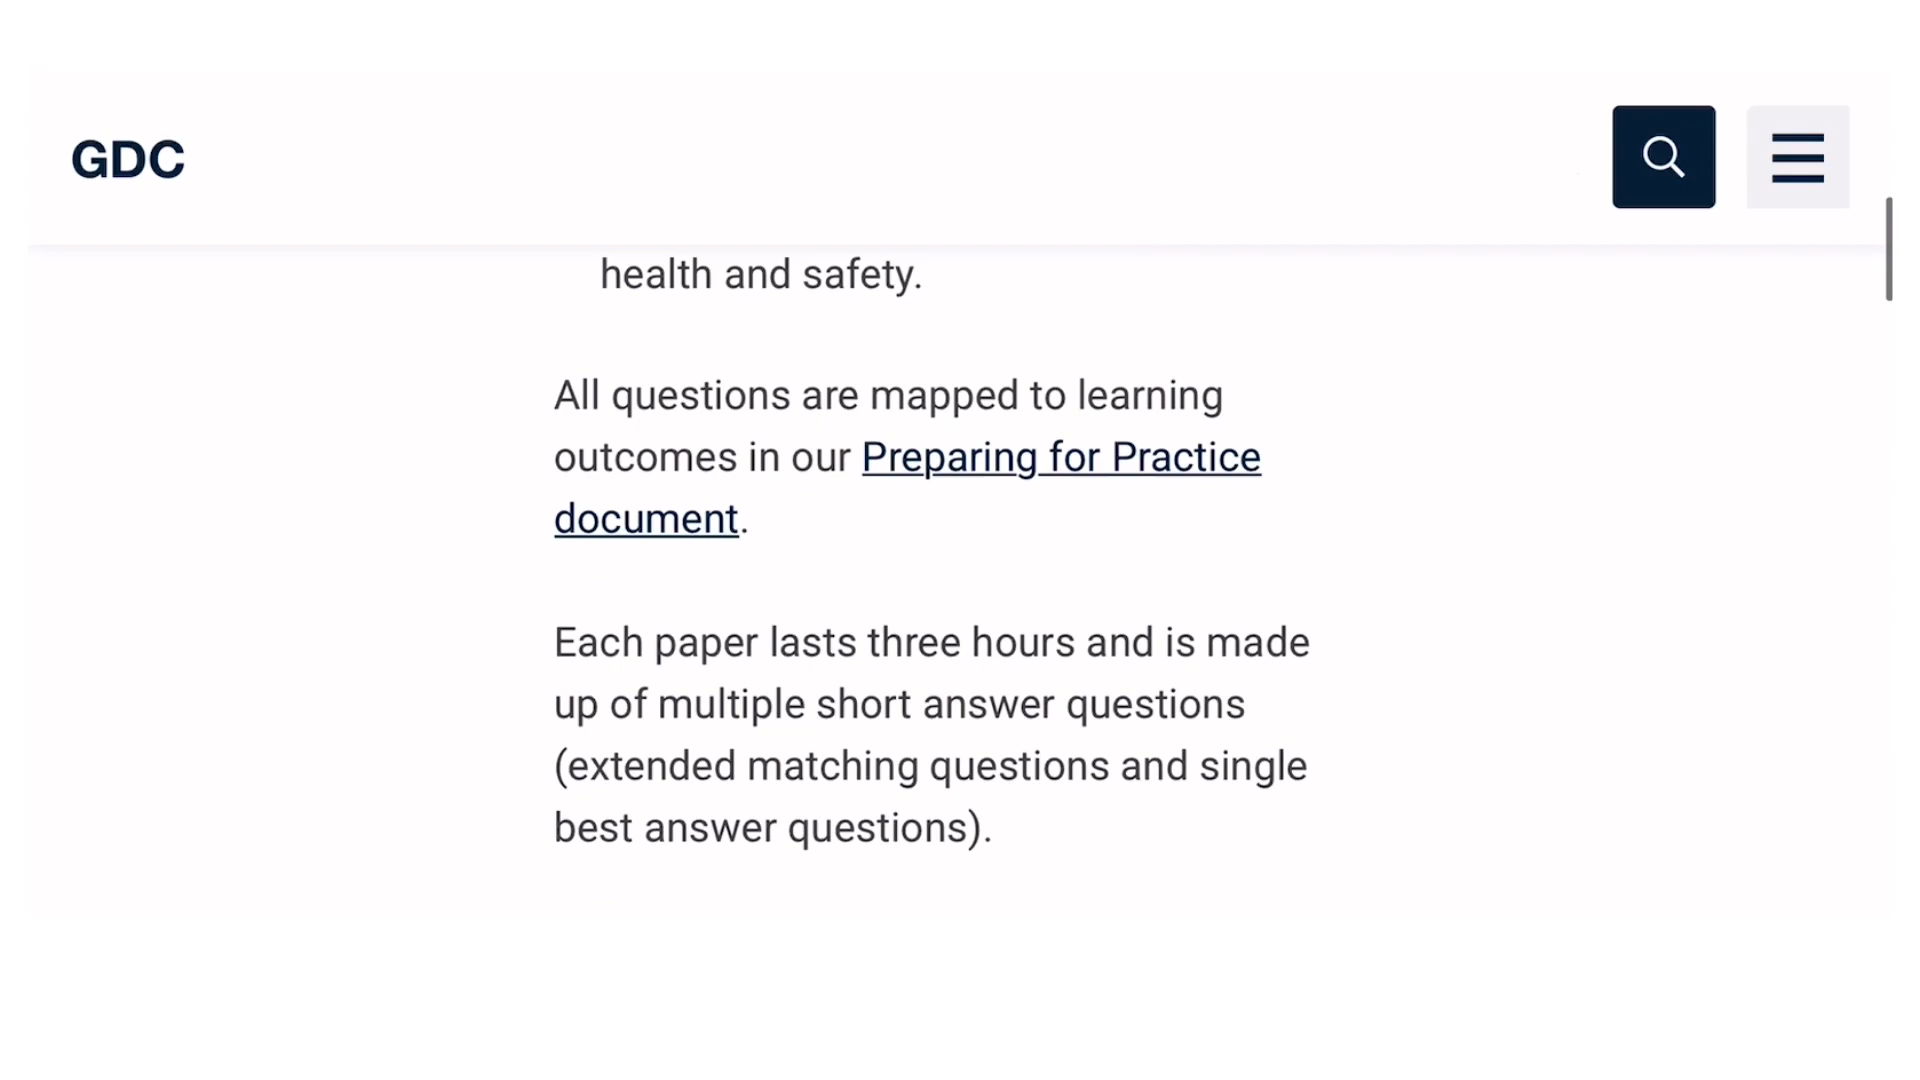 GDC
health and safety.
All questions are mapped to learning
outcomes in our Preparing for Practice
document.
Each paper lasts three hours and is made
up of multiple short answer questions
(extended matching questions and single
best answer questions).